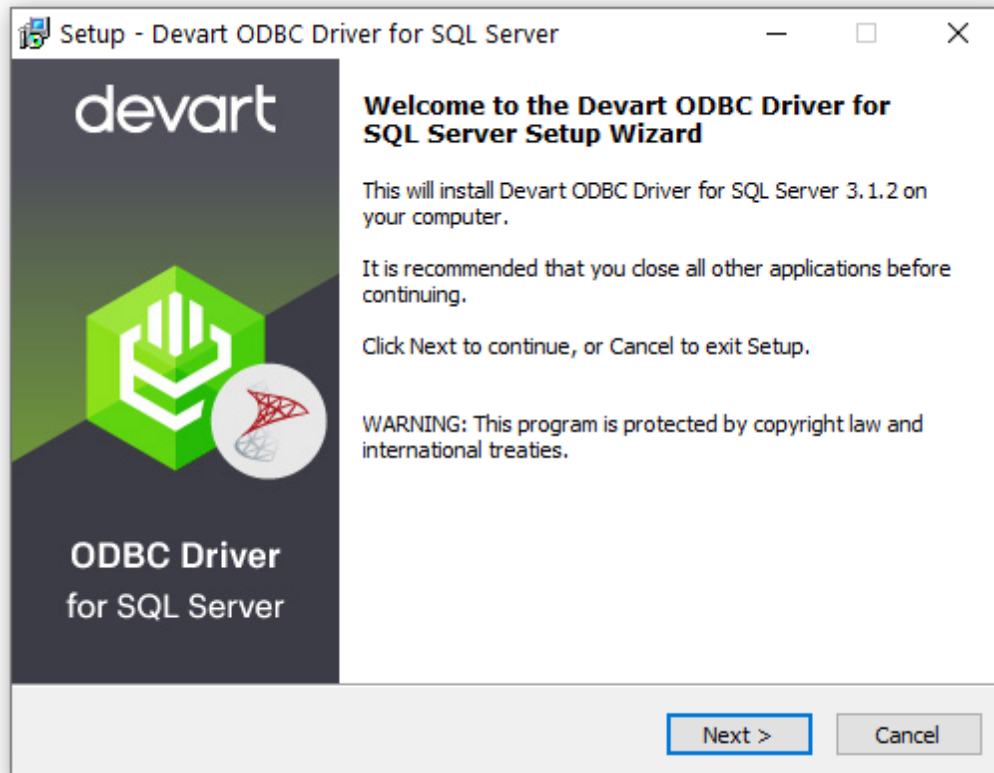 Setup - Devart ODBC Driver for SQL Server
devart
Welcome to the Devart ODBC Driver for
SQL Server Setup Wizard
This will install Devart ODBC Driver for SQL Server 3.1.2 on
your computer.
It is recommended that you close all other applications before
continuing.
Click Next to continue, or Cancel to exit Setup.
WARNING: This program is protected by copyright law and
international treaties.
ODBC Driver
for SQL Server
Next >
Cancel